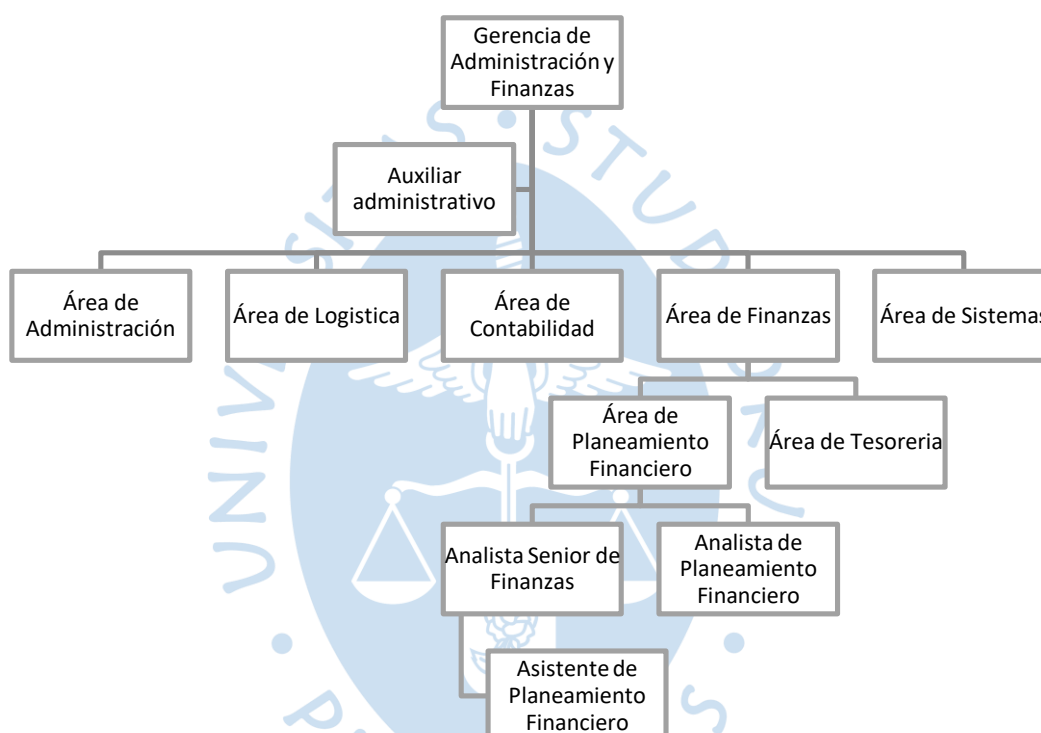 Gerencia de
Administración y
Finanzas
Auxiliar
administrativo
Área de
Administración
Área de Logistica
Área de
Contabilidad
Área de Finanzas
Área de Sistemas
Área de
Planeamiento
Financiero
Área de Tesoreria
Analista Senior de
Finanzas
Analista de
Planeamiento
Financiero
Asistente de
Planeamiento
Financiero